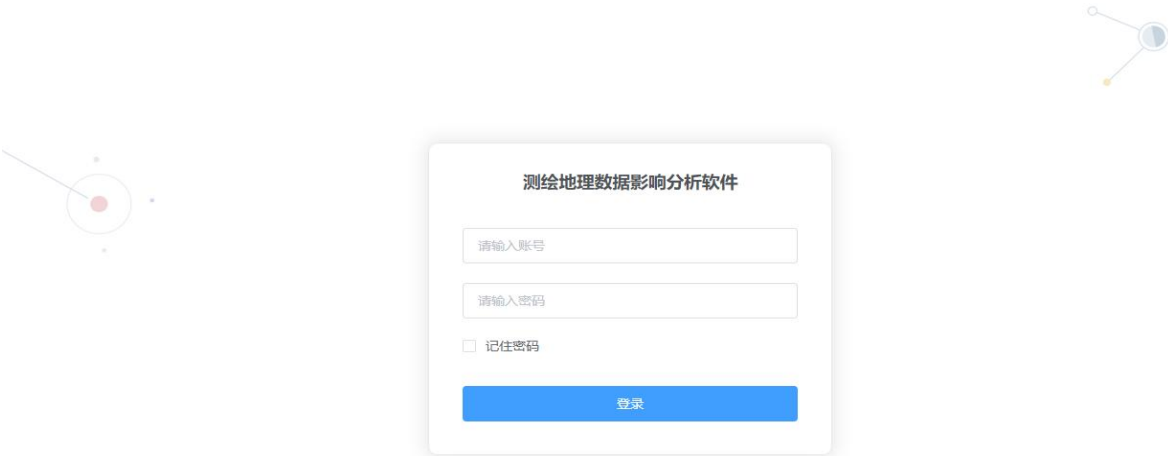 测绘地理数据影响分析软件
请输入账号
请输入密码
记住密码
登录